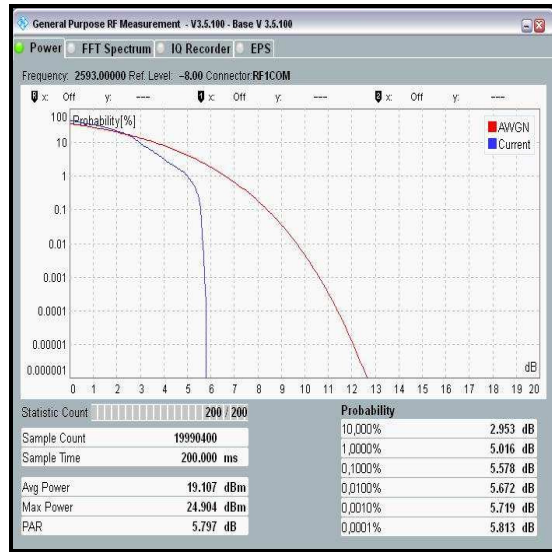 General Purpose RF Measurement - V3.5.100 - Base V 3.5.100
Power FFT Spectrum IQ Recorder EPS
Frequency: 2593.00000 Ref. Level: -8.00 Connector:RF1COM
R x: Off y: --- 1 x: Off y: --- 2 x: Off y: ---
Probability[%]
AWGN
Current
100
10
1
0.1
0.01
0.001
0.0001
0.00001
0.000001
dB
0 1 2 3 4 5 6 7 8 9 10 11 12 13 14 15 16 17 18 19 20
Statistic Count 200 / 200
Sample Count 19990400
Sample Time 200.000 ms
Avg Power 19.107 dBm
Max Power 24.904 dBm
PAR 5.797 dB
Probability
10,000% 2.953 dB
1,0000% 5.016 dB
0,1000% 5.578 dB
0,0100% 5.672 dB
0,0010% 5.719 dB
0,0001% 5.813 dB